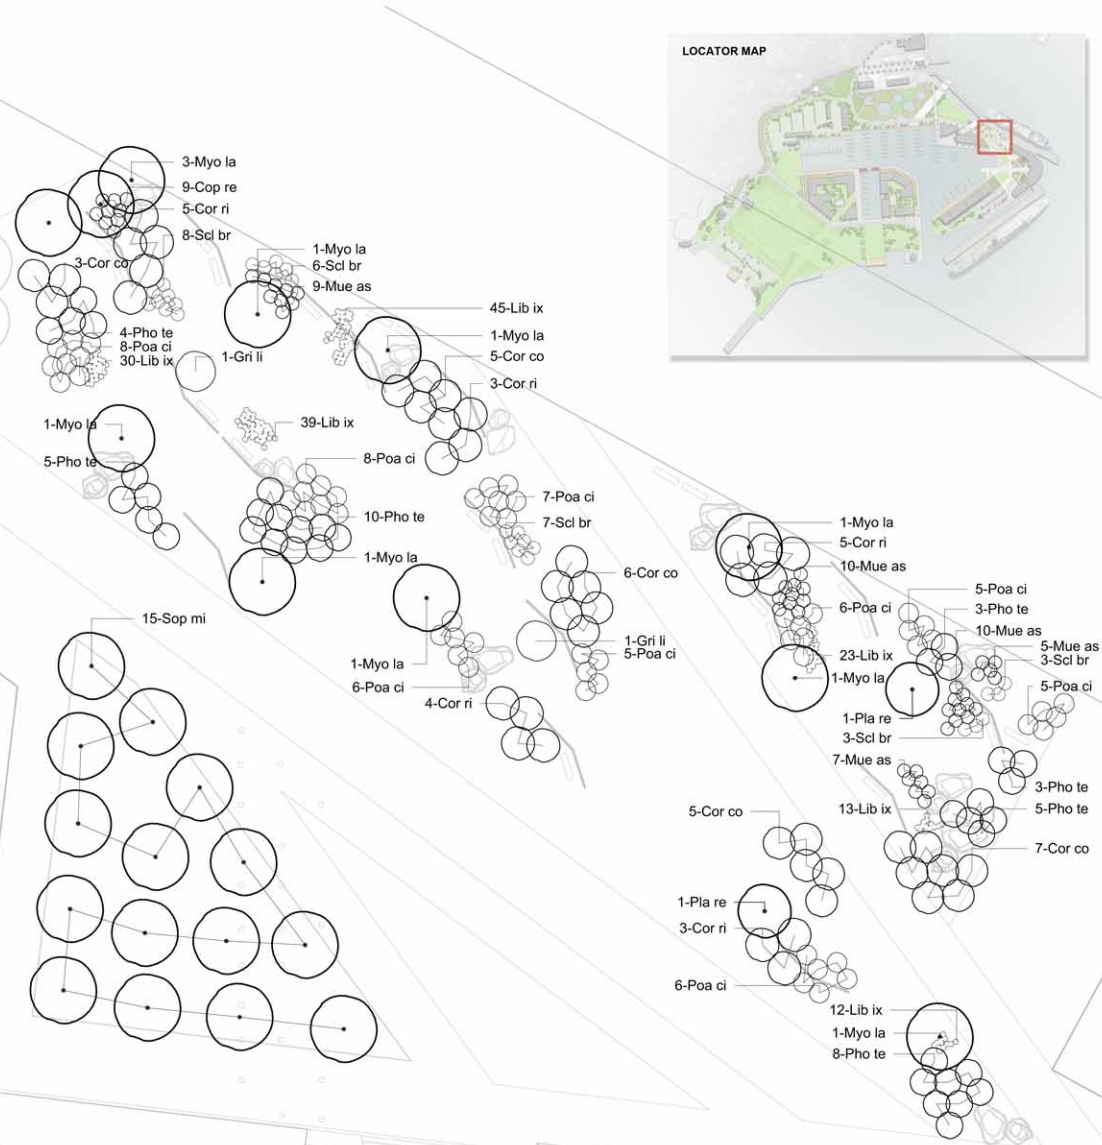 LOCATOR MAP
3-Myo la
9-Cop re
5-Cor ri
8-Scl br
3-Cor co
1-Myo la
6-Scl br
9-Mue as
45-Lib ix
4-Pho te
8-Poa ci
30-Lib ix
1-Gri li
1-Myo la
5-Cor co
3-Cor ri
1-Myo la
39-Lib ix
5-Pho te
8-Poa ci
10-Pho te
7-Poa ci
7-Scl br
1-Myo la
6-Cor co
1-Myo la
5-Cor ri
10-Mue as
6-Poa ci
5-Poa ci
3-Pho te
10-Mue as
5-Mue as
3-Scl br
15-Sop mi
1-Gri li
5-Poa ci
1-Myo la
6-Poa ci
4-Cor ri
23-Lib ix
1-Myo la
5-Poa ci
1-Pla re
3-Scl br
7-Mue as
3-Pho te
5-Cor co
13-Lib ix
5-Pho te
7-Cor co
1-Pla re
3-Cor ri
6-Poa ci
12-Lib ix
1-Myo la
8-Pho te